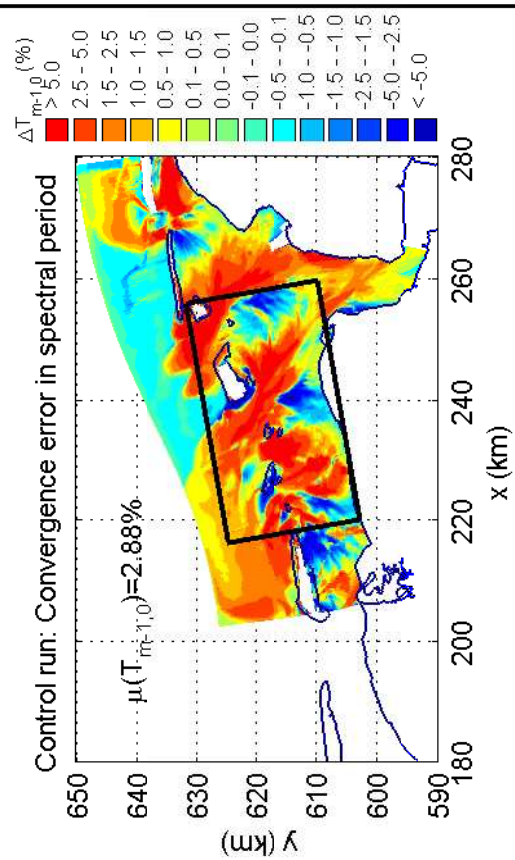 Control run: Convergence error in spectral period
μ(Tm-1,0)=2.88%
y (km)
650
640
630
620
610
600
590
180
200
220
240
260
280
x (km)
ΔTm-1,0 (%)
> 5.0
2.5 - 5.0
1.5 - 2.5
1.0 - 1.5
0.5 - 1.0
0.1 - 0.5
0.0 - 0.1
-0.1 - 0.0
-0.5 - -0.1
-1.0 - -0.5
-1.5 - -1.0
-2.5 - -1.5
-5.0 - -2.5
< -5.0